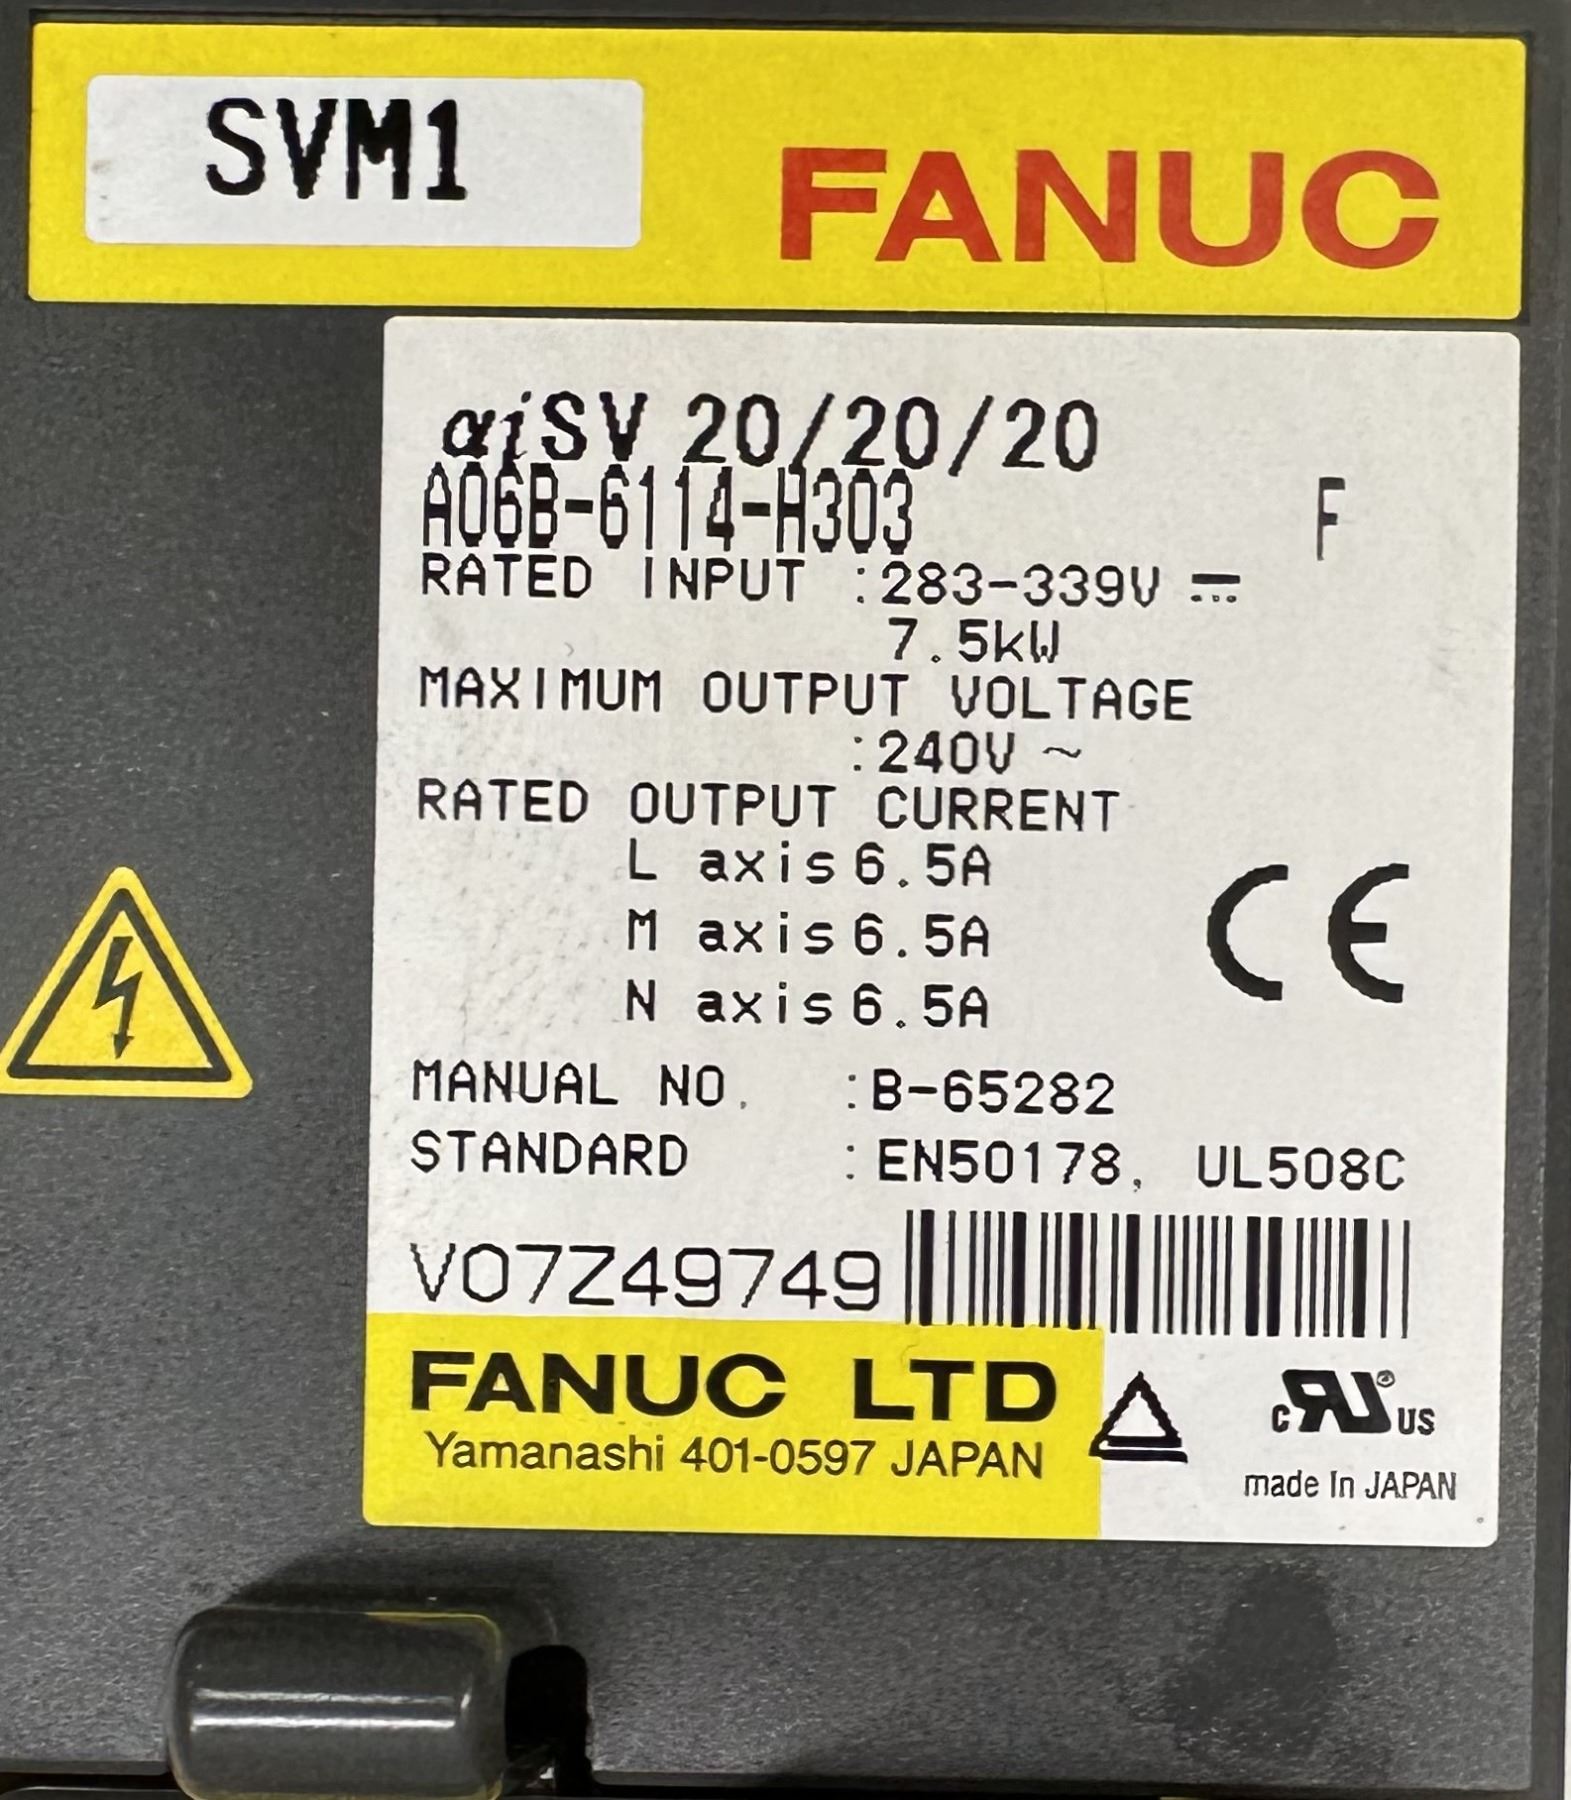 SVM1
FANUC
αiSV 20/20/20
A06B-6114-H303 F
RATED INPUT :283-339V ⎓
7.5kW
MAXIMUM OUTPUT VOLTAGE
:240V ~
RATED OUTPUT CURRENT
L axis 6.5A
M axis 6.5A
N axis 6.5A
CE
MANUAL NO. :B-65282
STANDARD :EN50178, UL508C
V07Z49749
FANUC LTD
Yamanashi 401-0597 JAPAN
c RU ® US
made In JAPAN